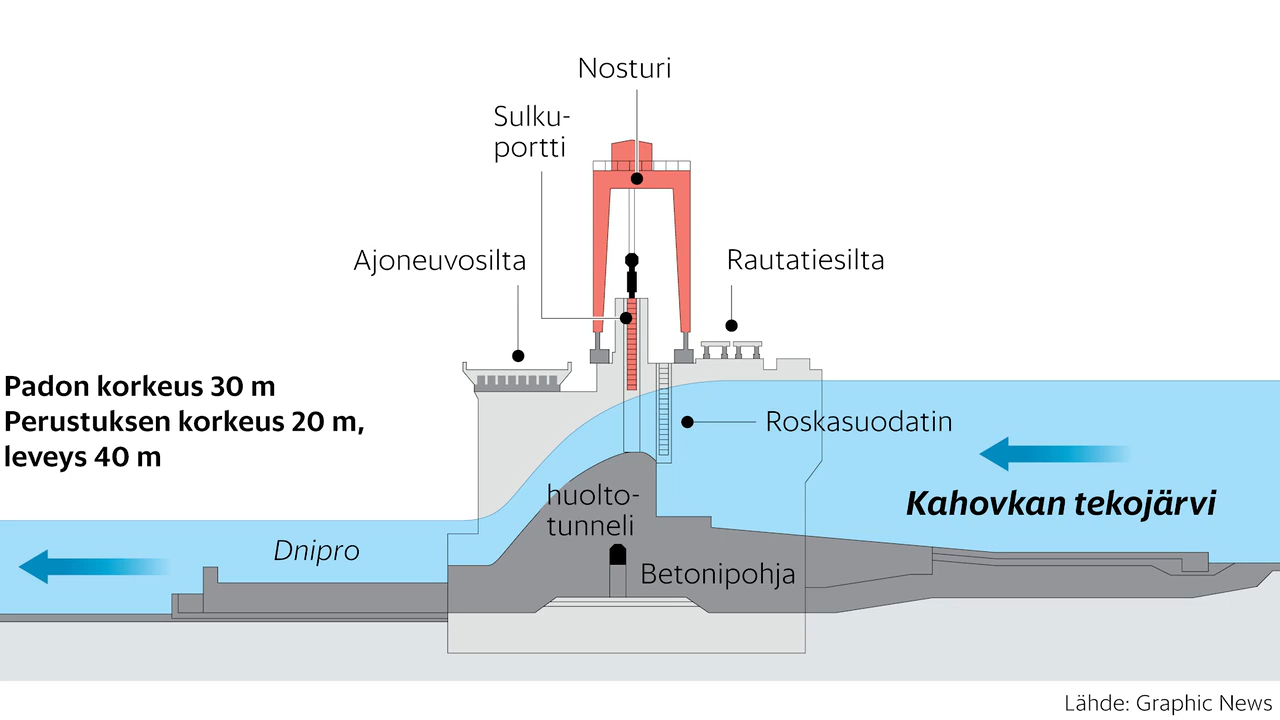 Nosturi
Sulku-
portti
Ajoneuvosilta
Rautatiesilta
Padon korkeus 30 m
Perustuksen korkeus 20 m,
leveys 40 m
Roskasuodatin
Kahovkan tekojärvi
huolto-
tunneli
Dnipro
Betonipohja
Lähde: Graphic News